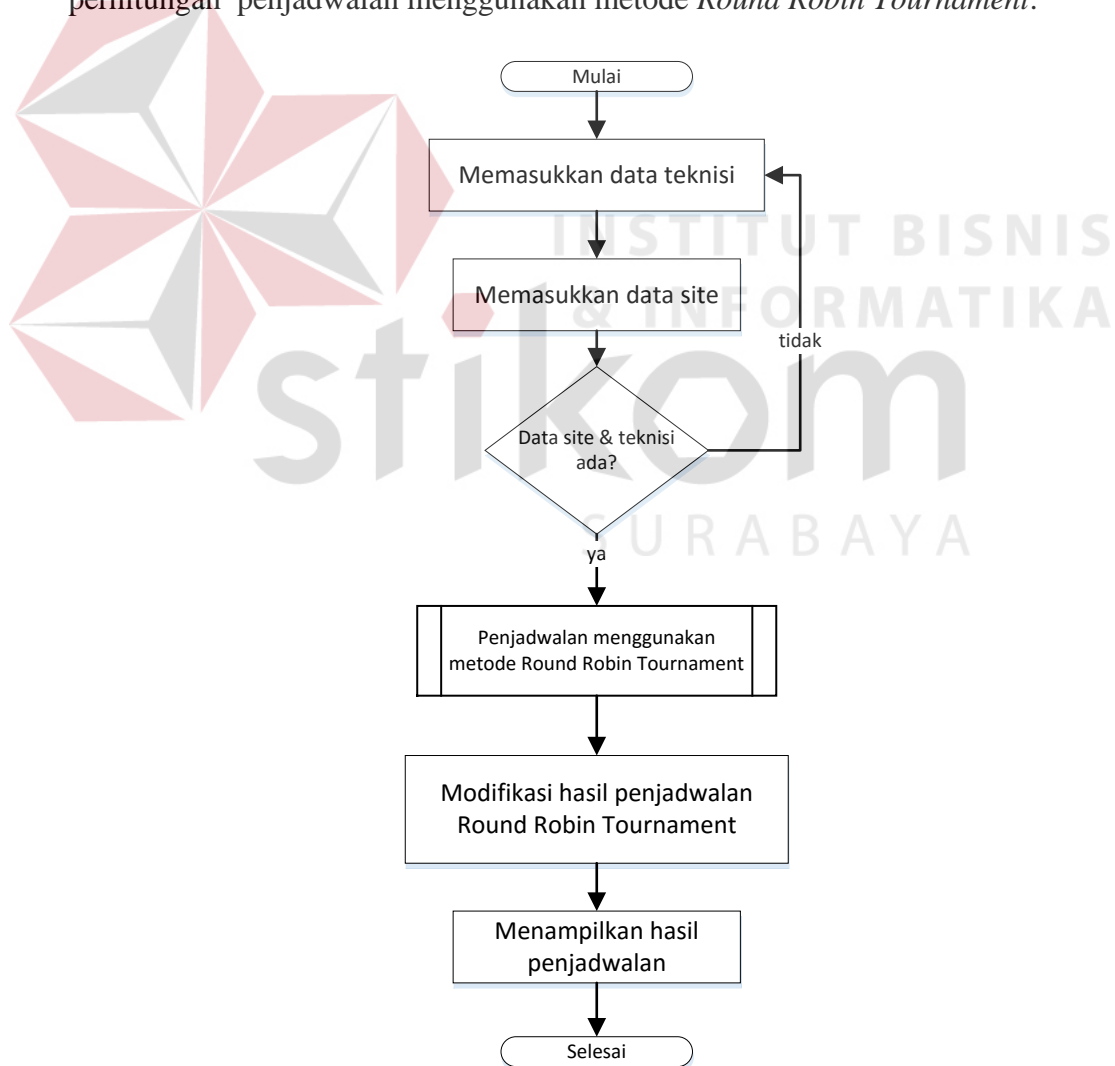 perhitungan penjadwalan menggunakan metode Round Robin Tournament.
Mulai
Memasukkan data teknisi
INSTITUT BISNIS
Memasukkan data site
& INFORMATIKA
tidak
stikom
Data site & teknisi
ada?
SURABAYA
ya
Penjadwalan menggunakan
metode Round Robin Tournament
Modifikasi hasil penjadwalan
Round Robin Tournament
Menampilkan hasil
penjadwalan
Selesai